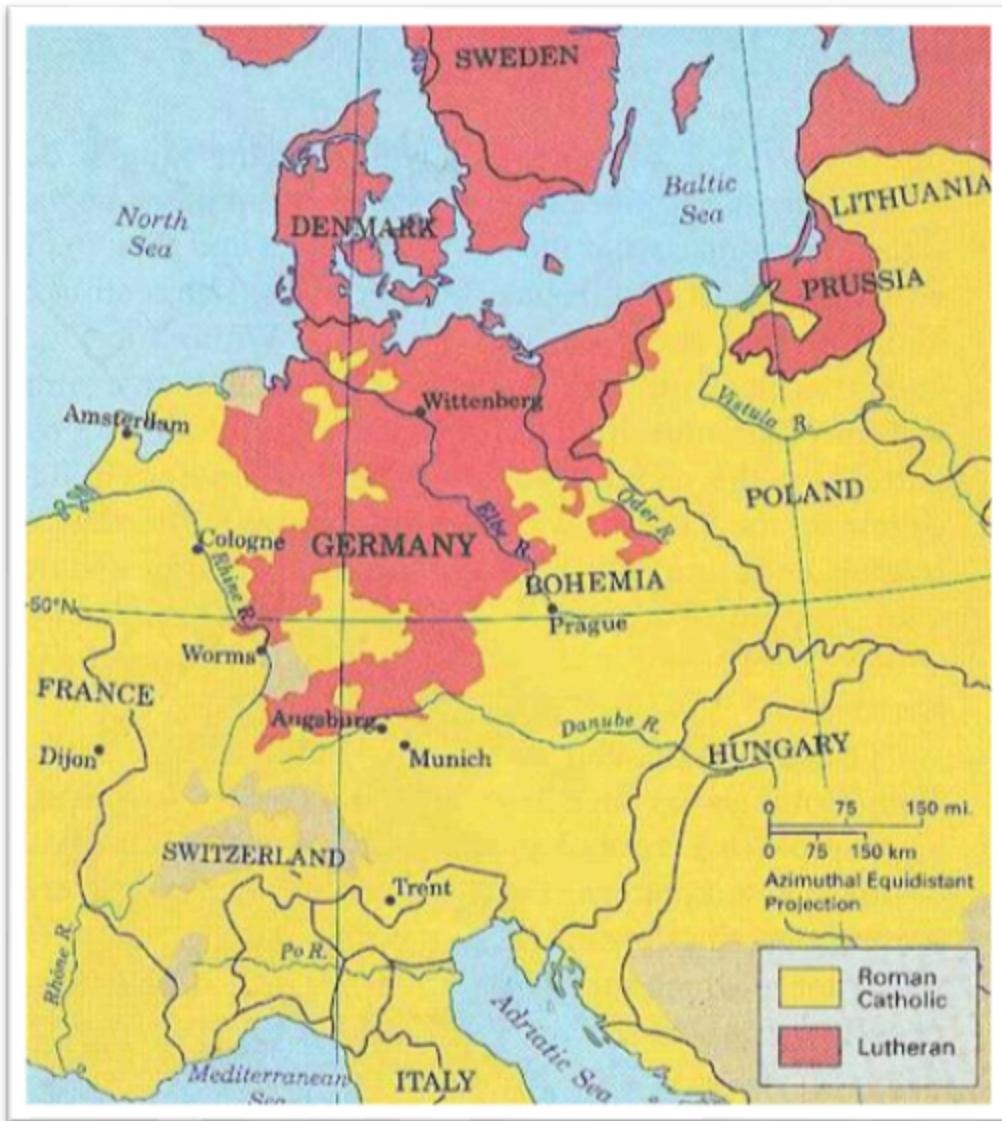 SWEDEN
Baltic
Sea
LITHUANIA
North
Sea
DENMARK
PRUSSIA
Amsterdam
Wittenberg
Vistula R.
POLAND
Oder R.
Elbe R.
Cologne
GERMANY
Rhine R.
BOHEMIA
50°N
Prague
Worms
FRANCE
Augsburg
Danube R.
Dijon
Munich
HUNGARY
0 75 150 mi.
0 75 150 km
Azimuthal Equidistant
Projection
SWITZERLAND
Trent
Rhône R.
Po R.
Adriatic Sea
Roman
Catholic
Lutheran
Mediterranean
Sea
ITALY